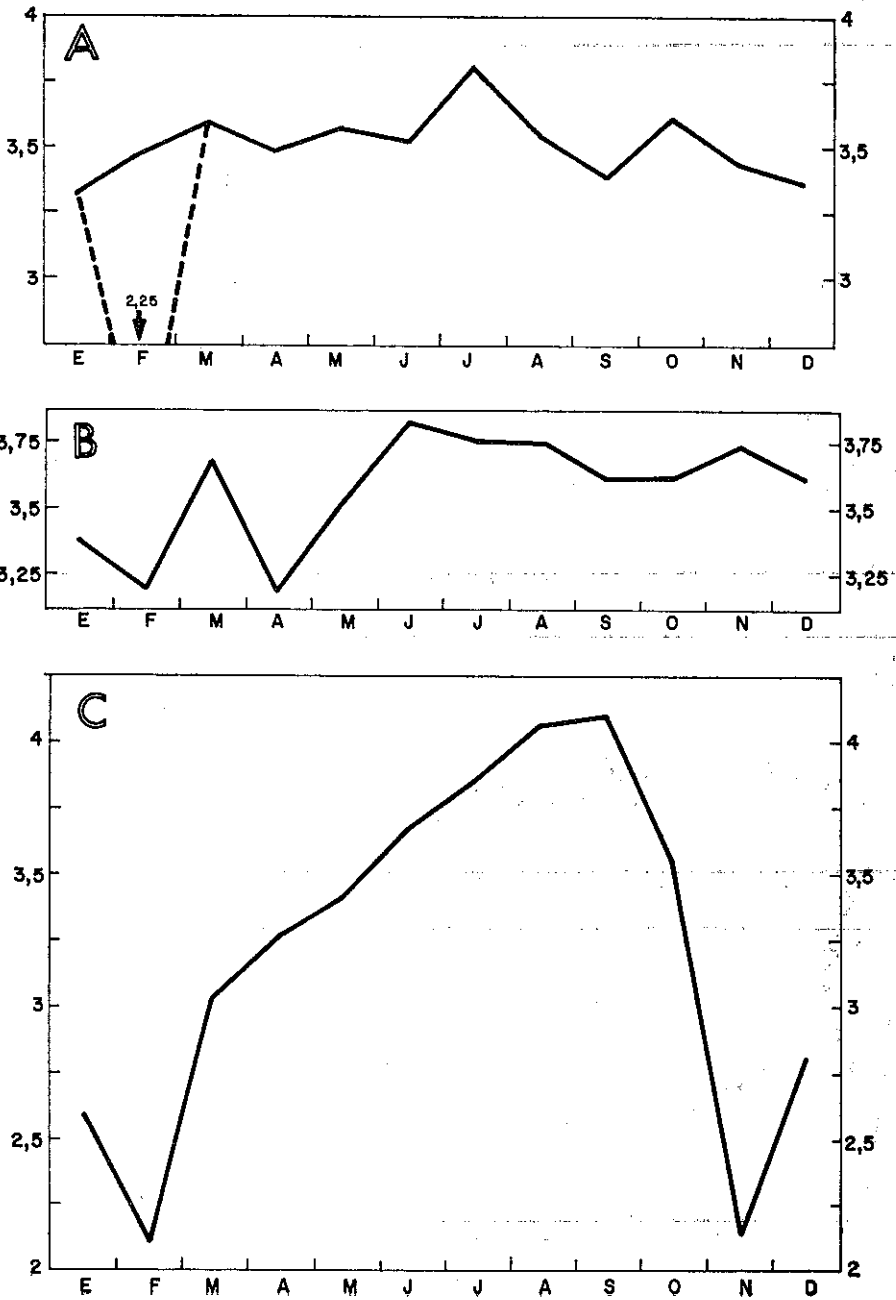 A
4 4
3,5 3,5
3 3
2,25
E F M A M J J A S O N D
B
3,75 3,75
3,5 3,5
3,25 3,25
E F M A M J J A S O N D
C
4 4
3,5 3,5
3 3
2,5 2,5
2 2
E F M A M J J A S O N D